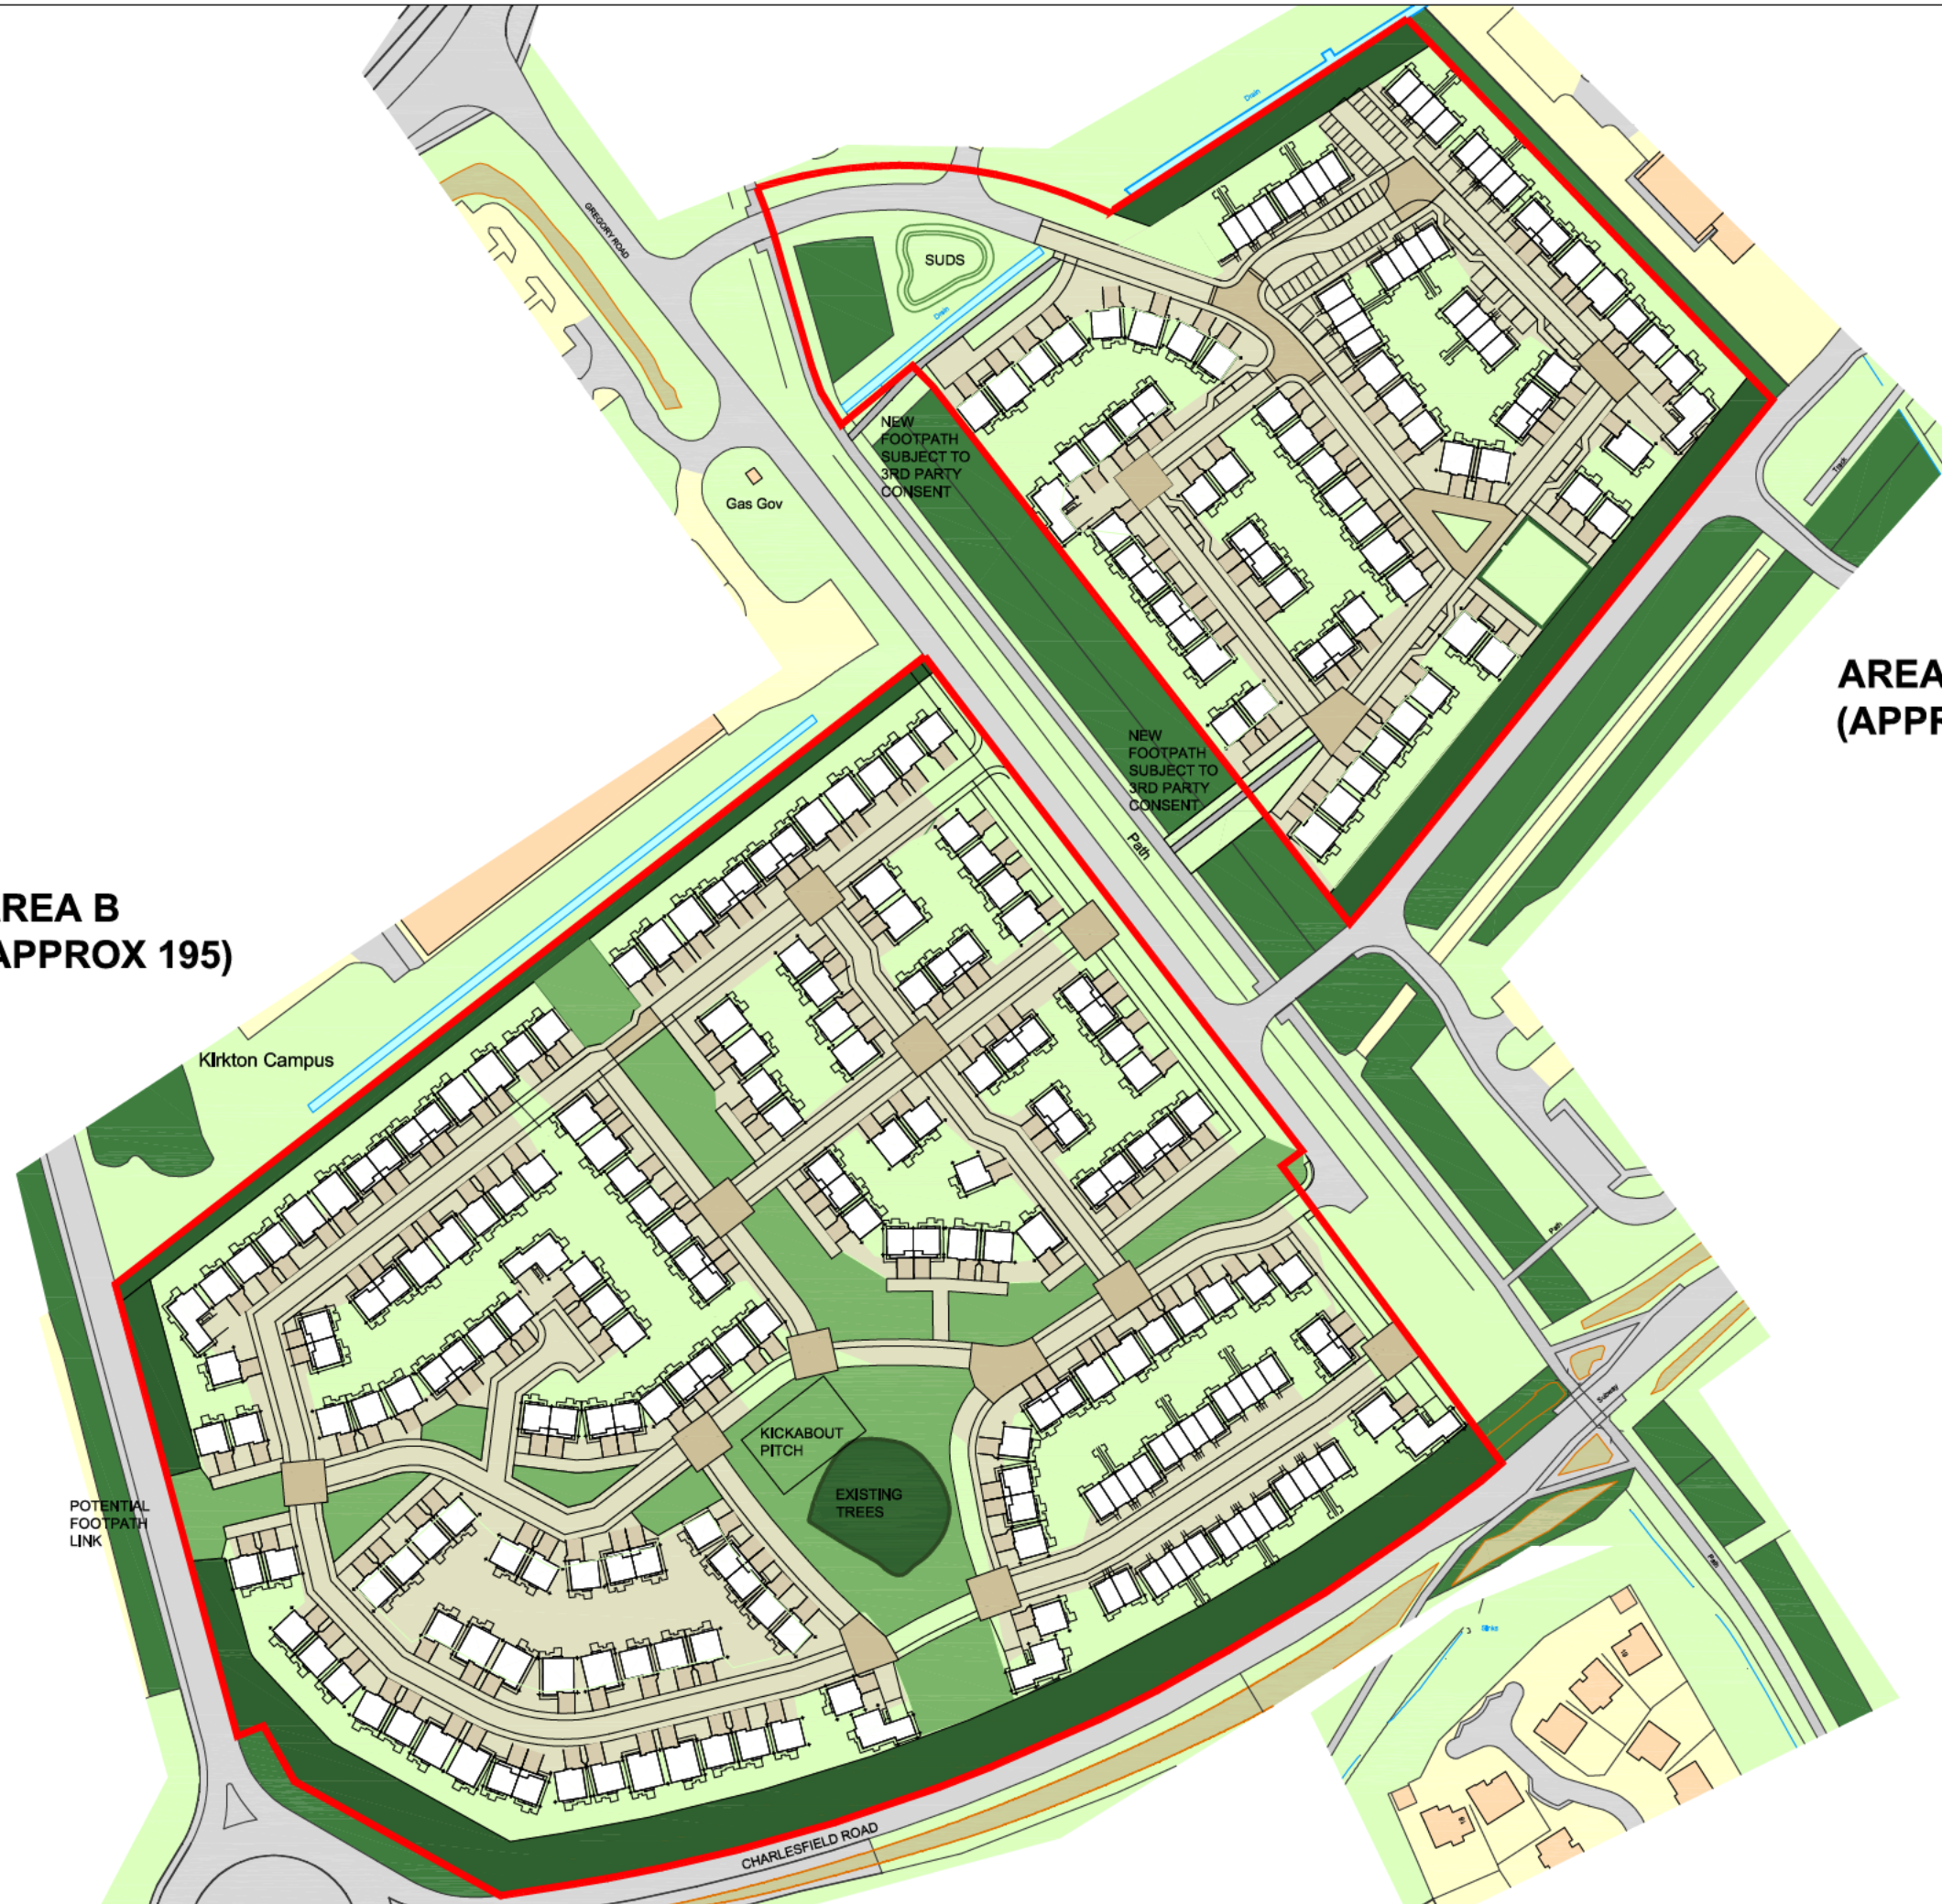 Drain
GREGORY ROAD
SUDS
Drain
NEW
FOOTPATH
SUBJECT TO
3RD PARTY
CONSENT
Gas Gov
Track
AREA
(APPR
NEW
FOOTPATH
SUBJECT TO
3RD PARTY
CONSENT
Path
REA B
APPROX 195)
Kirkton Campus
Path
Subway
KICKABOUT
PITCH
EXISTING
TREES
POTENTIAL
FOOTPATH
LINK
Path
CHARLESFIELD ROAD